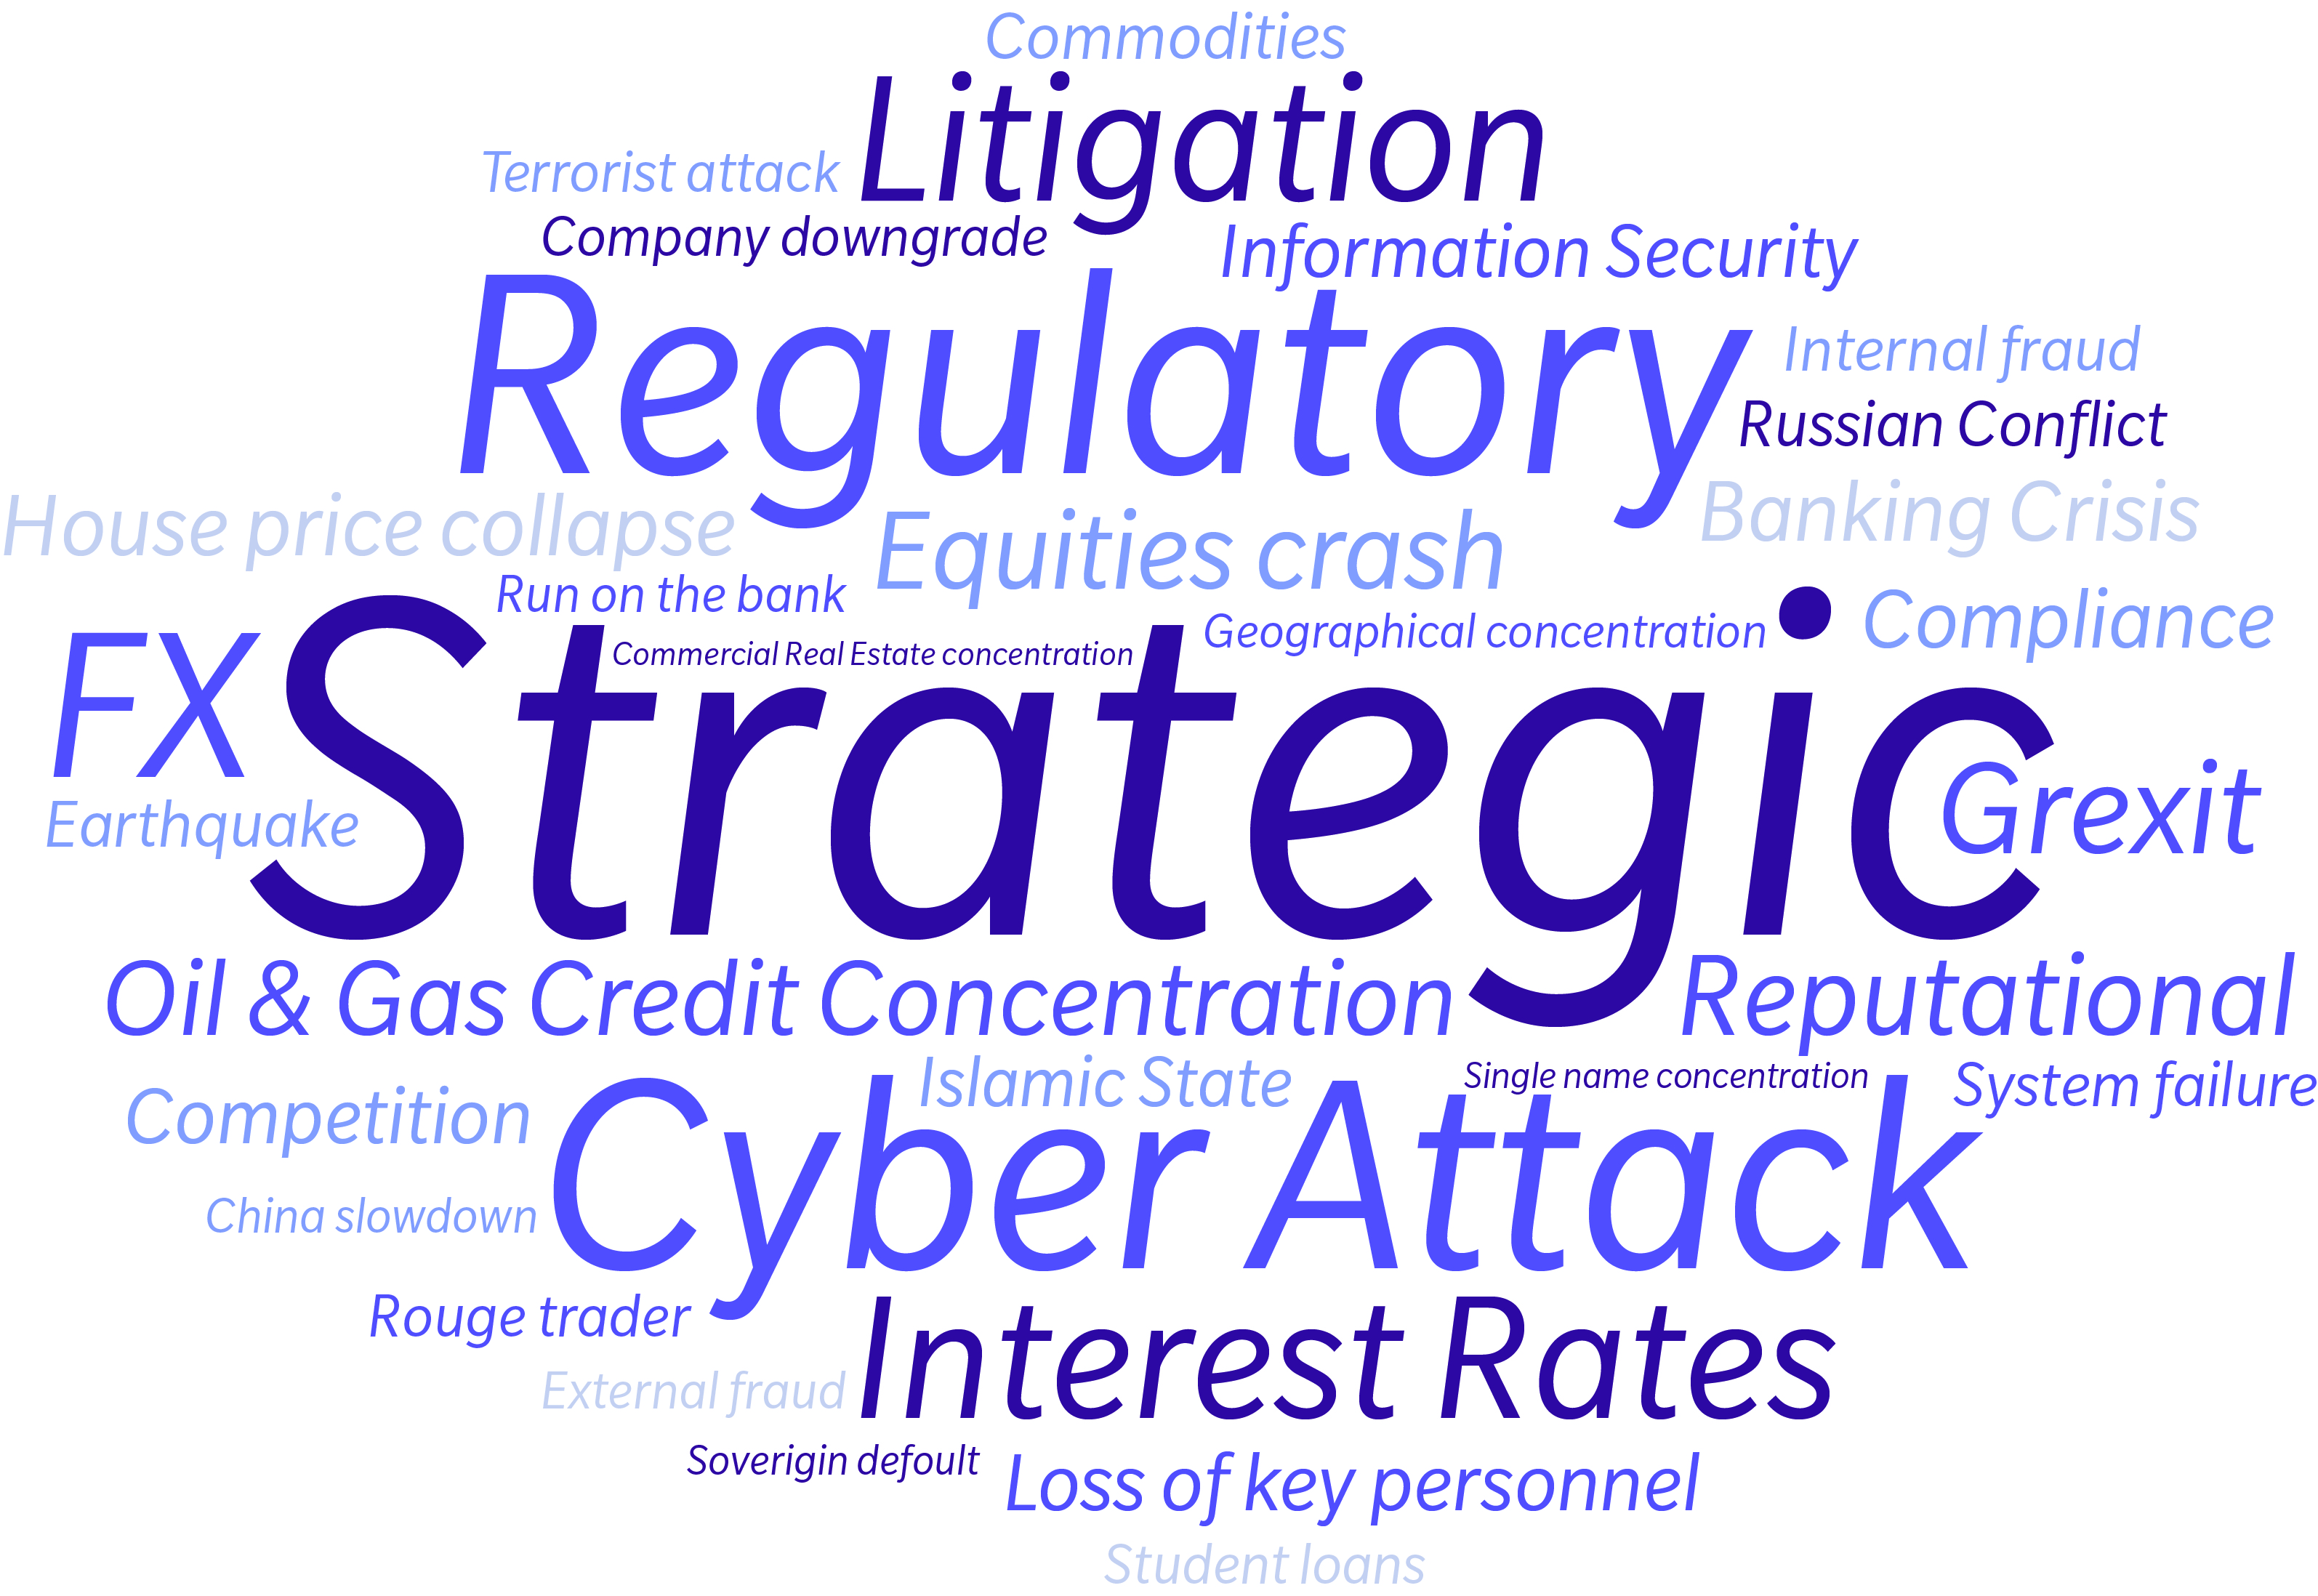 Commodities
Litigation
Terrorist attack
Company downgrade
Information Security
Regulatory
Internal fraud
Russian Conflict
House price collapse
Equities crash
Banking Crisis
Run on the bank
Commercial Real Estate concentration
Geographical concentration
Compliance
FX
Strategic
Grexit
Earthquake
Oil & Gas Credit Concentration
Reputational
Islamic State
Single name concentration
System failure
Competition
Cyber Attack
China slowdown
Rouge trader
Interest Rates
External fraud
Soverigin defoult
Loss of key personnel
Student loans